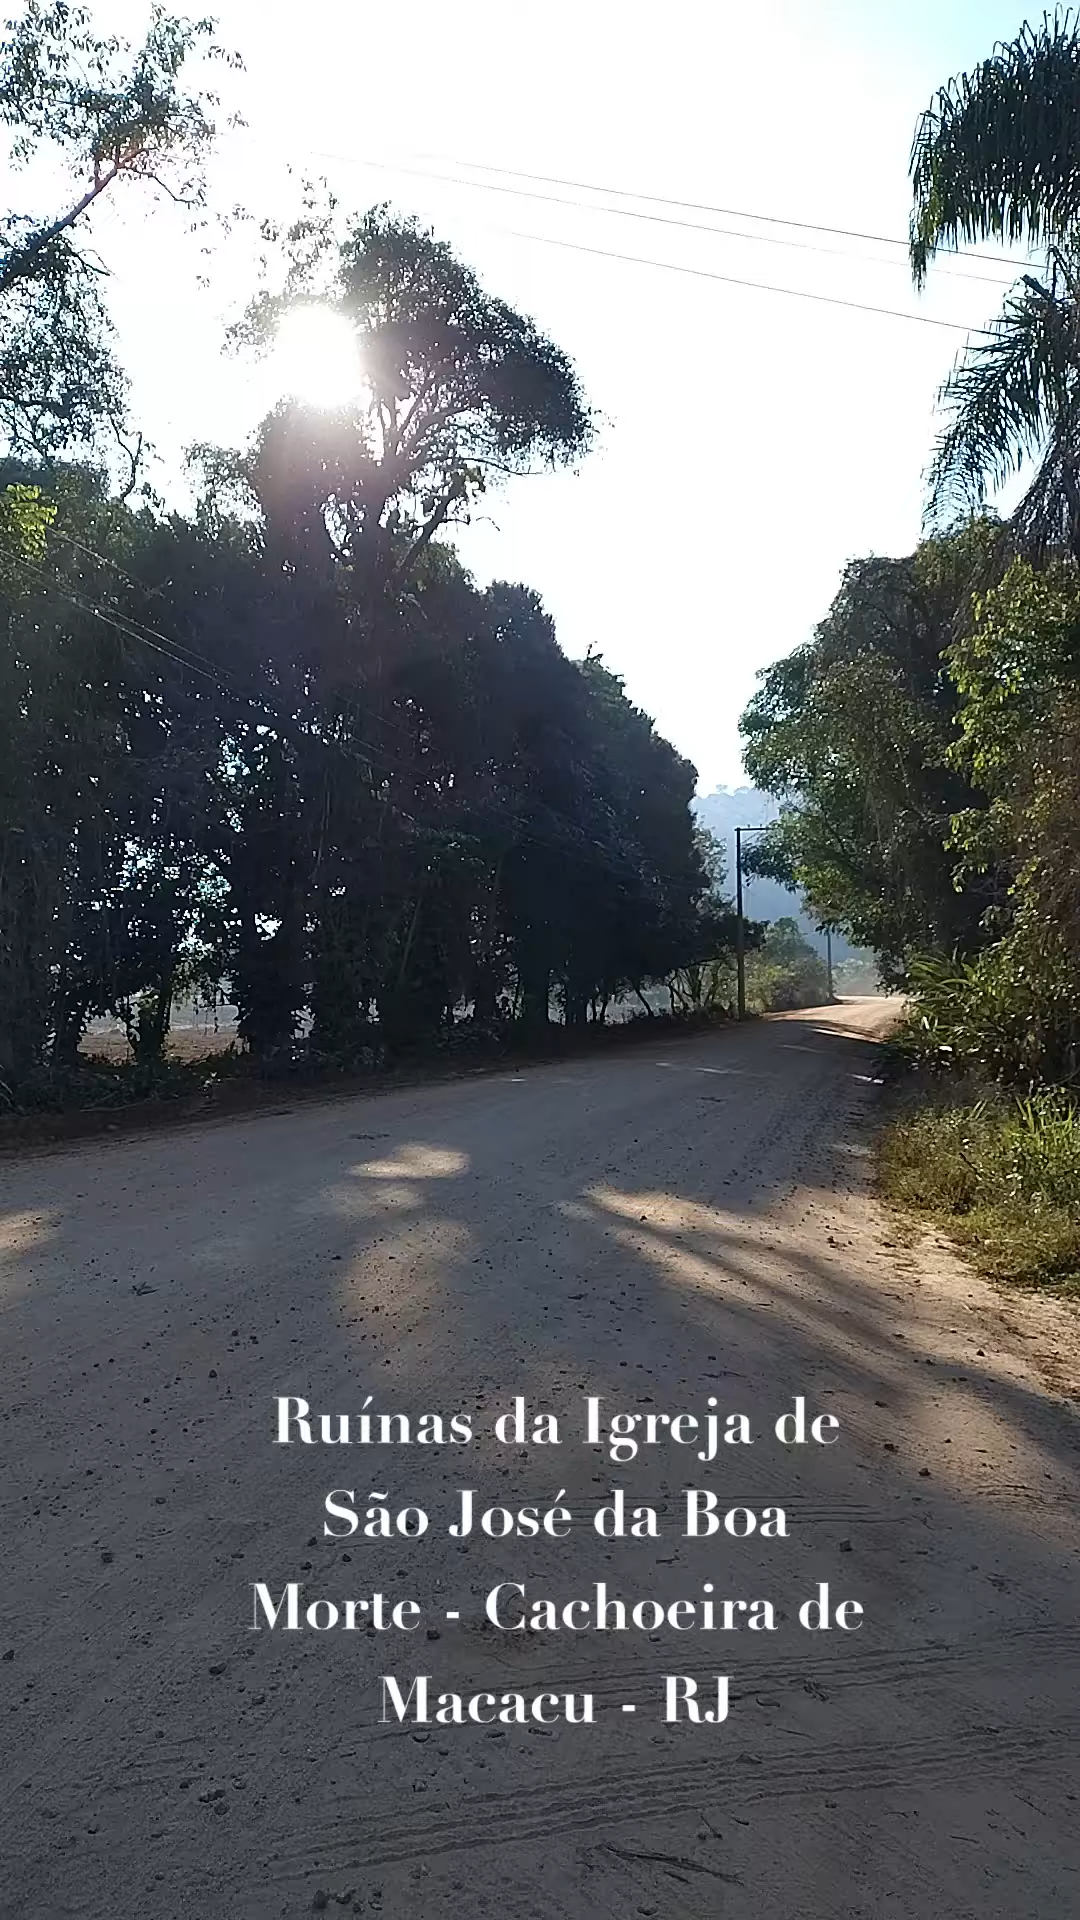 Ruínas da Igreja de
São José da Boa
Morte - Cachoeira de
Macacu - RJ